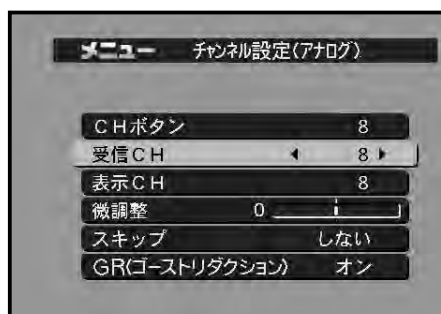 メニュー チャンネル設定(アナログ)
CHボタン 8
受信CH 8
表示CH 8
微調整 0
スキップ しない
GR(ゴーストリダクション) オン